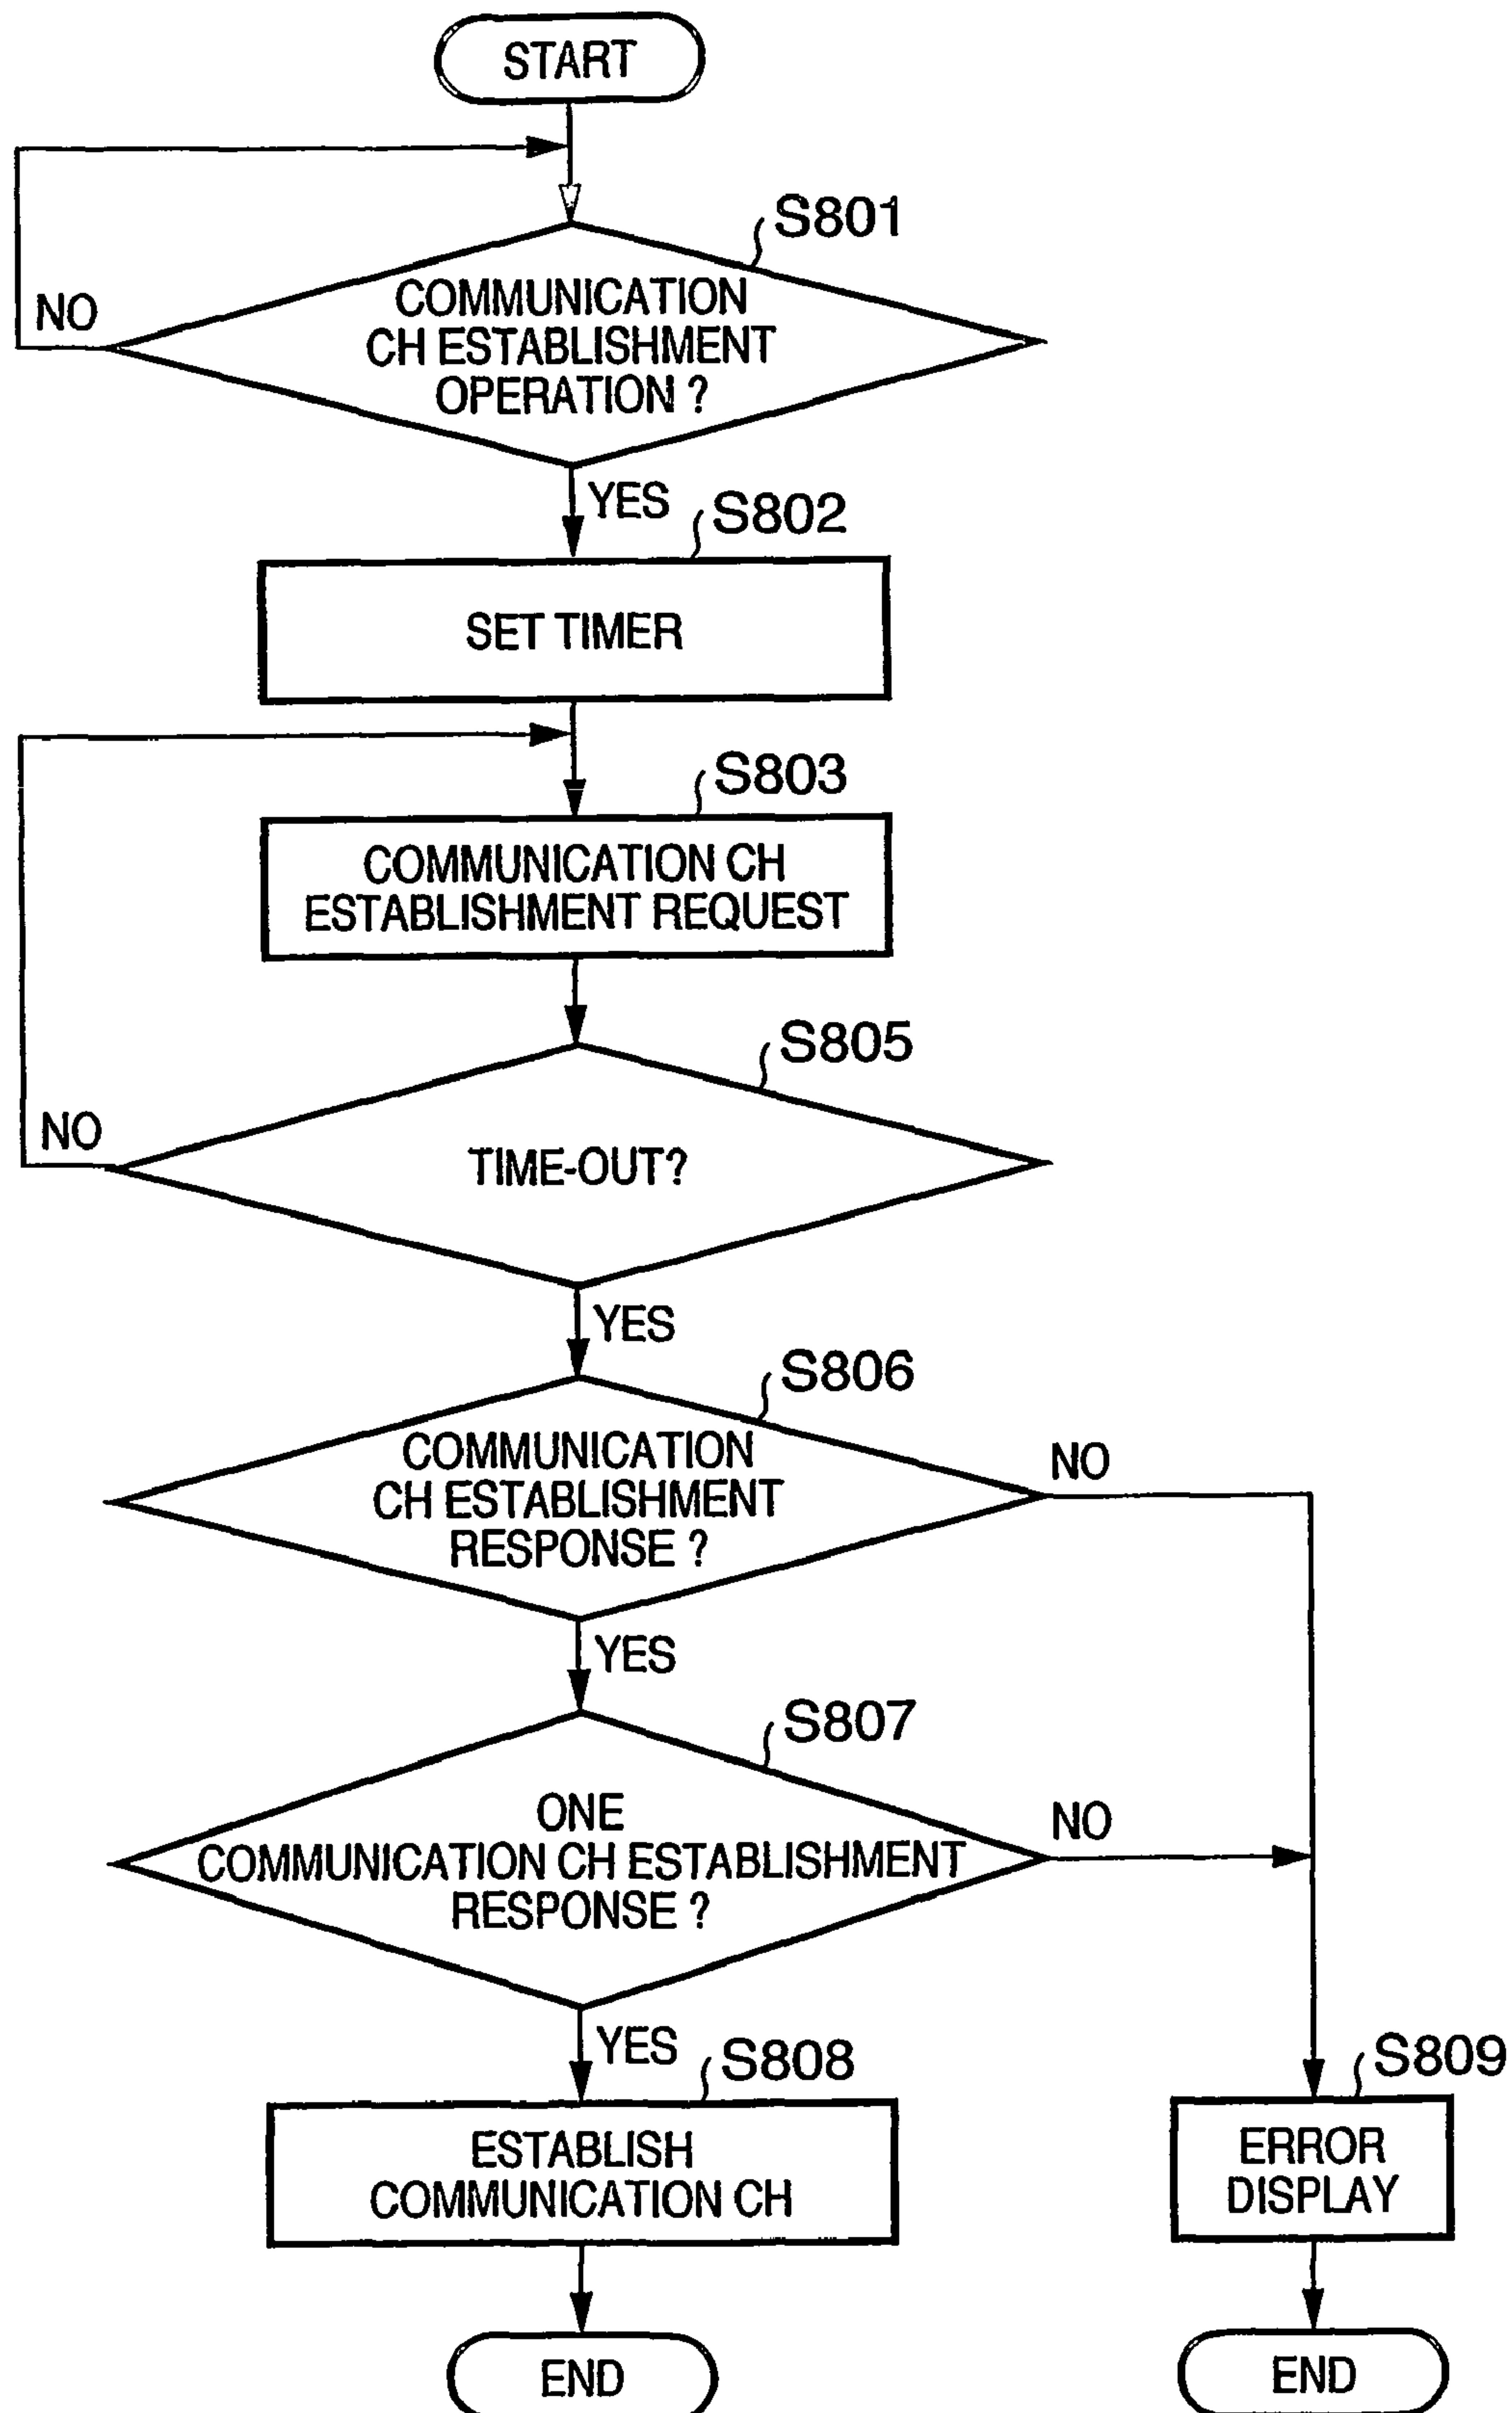 START
S801
COMMUNICATION
CH ESTABLISHMENT
OPERATION ?
NO
YES
S802
SET TIMER
S803
COMMUNICATION CH
ESTABLISHMENT REQUEST
S805
TIME-OUT?
NO
YES
S806
COMMUNICATION
CH ESTABLISHMENT
RESPONSE ?
NO
YES
S807
ONE
COMMUNICATION CH ESTABLISHMENT
RESPONSE ?
NO
YES
S808
ESTABLISH
COMMUNICATION CH
S809
ERROR
DISPLAY
END
END